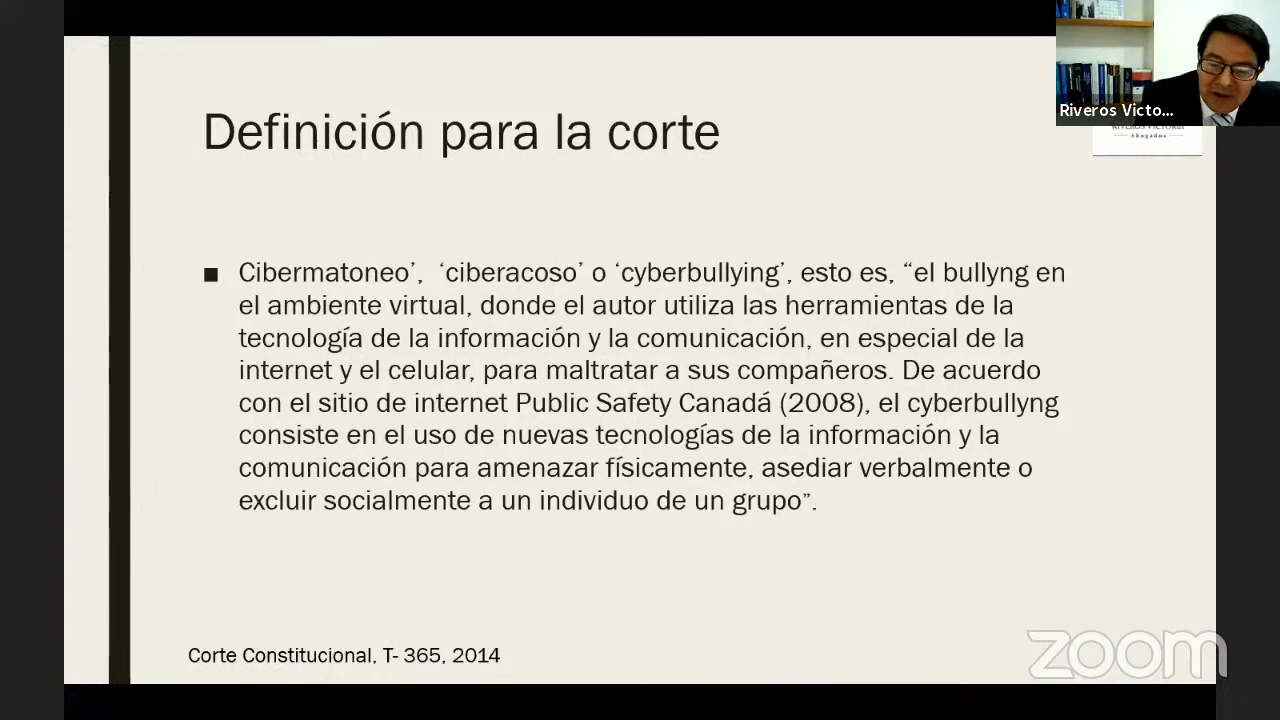 Riveros Victo...
RIVEROS VICTORIA
Abogados
Definición para la corte
■ Cibermatoneo’, ‘ciberacoso’ o ‘cyberbullying’, esto es, “el bullyng en
el ambiente virtual, donde el autor utiliza las herramientas de la
tecnología de la información y la comunicación, en especial de la
internet y el celular, para maltratar a sus compañeros. De acuerdo
con el sitio de internet Public Safety Canadá (2008), el cyberbullyng
consiste en el uso de nuevas tecnologías de la información y la
comunicación para amenazar físicamente, asediar verbalmente o
excluir socialmente a un individuo de un grupo”.
Corte Constitucional, T- 365, 2014
zoom